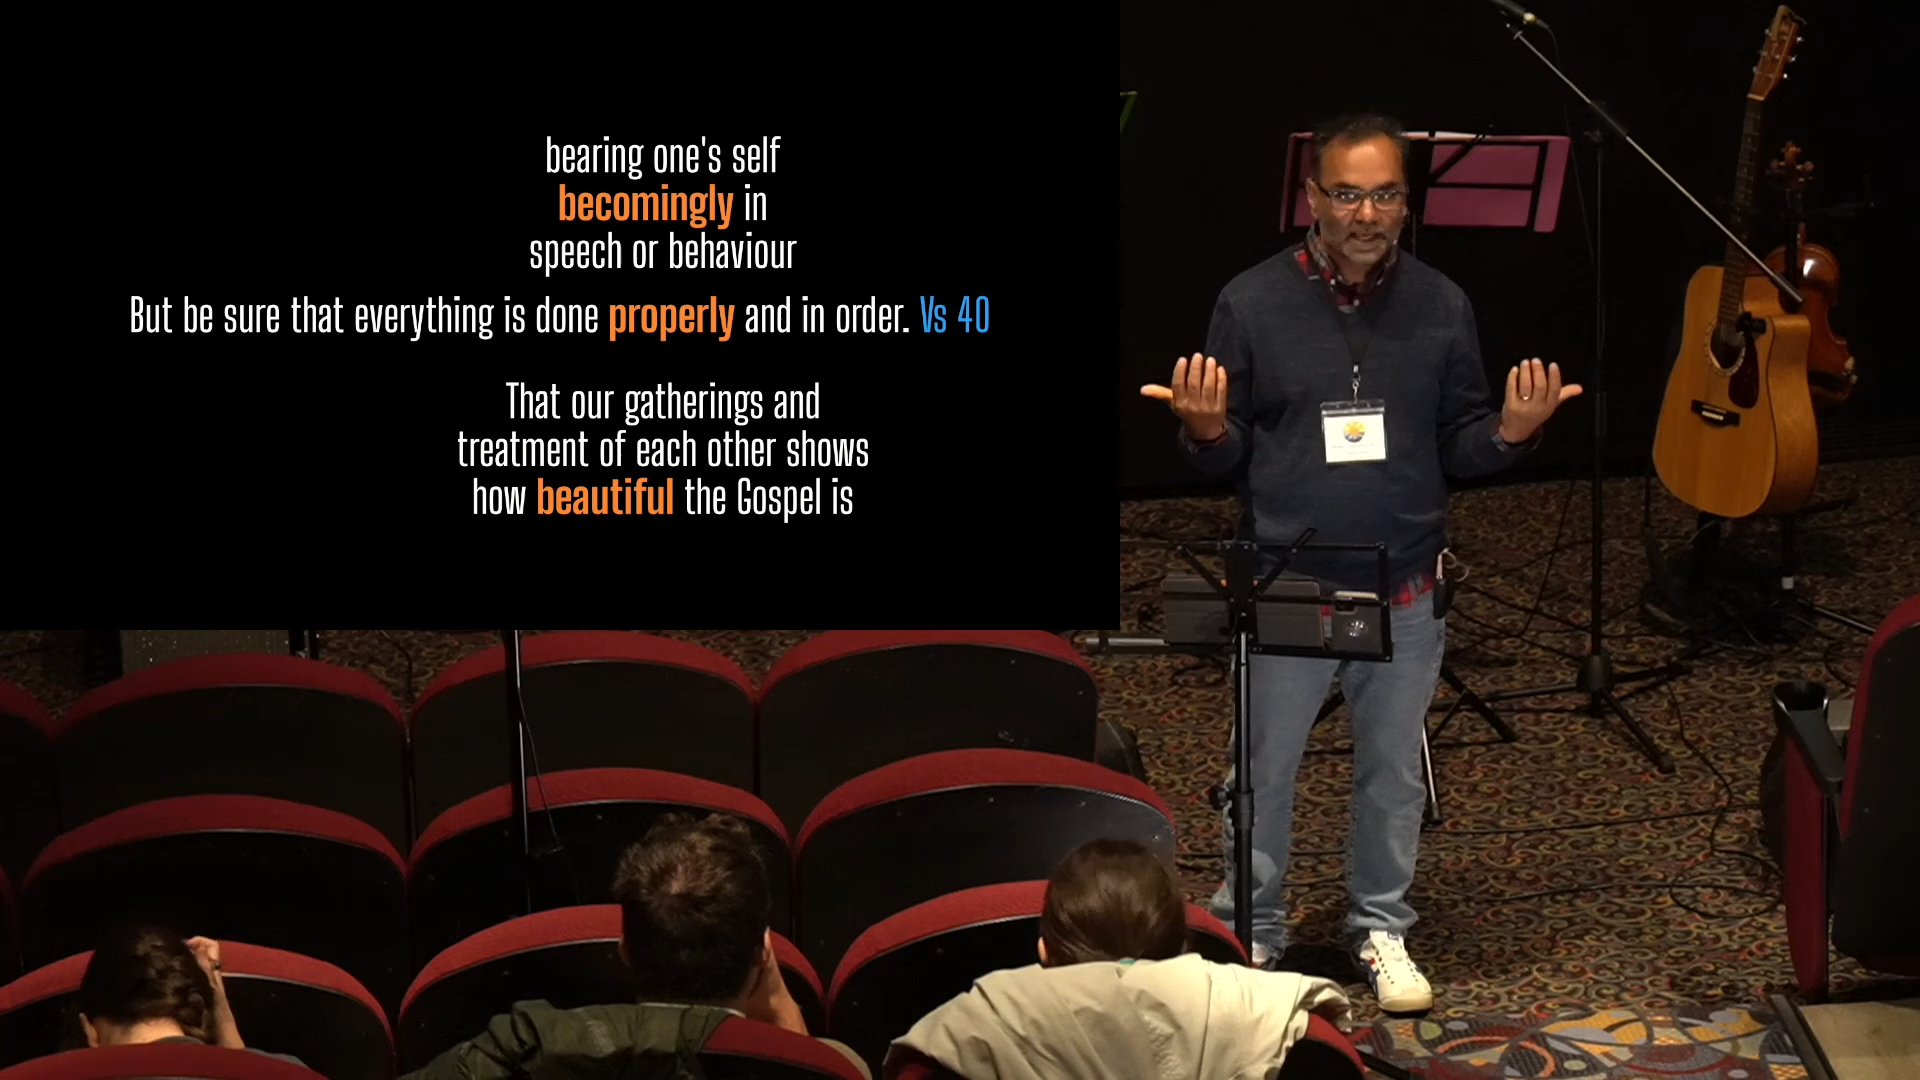 bearing one's self
becomingly in
speech or behaviour
But be sure that everything is done properly and in order. Vs 40
That our gatherings and
treatment of each other shows
how beautiful the Gospel is